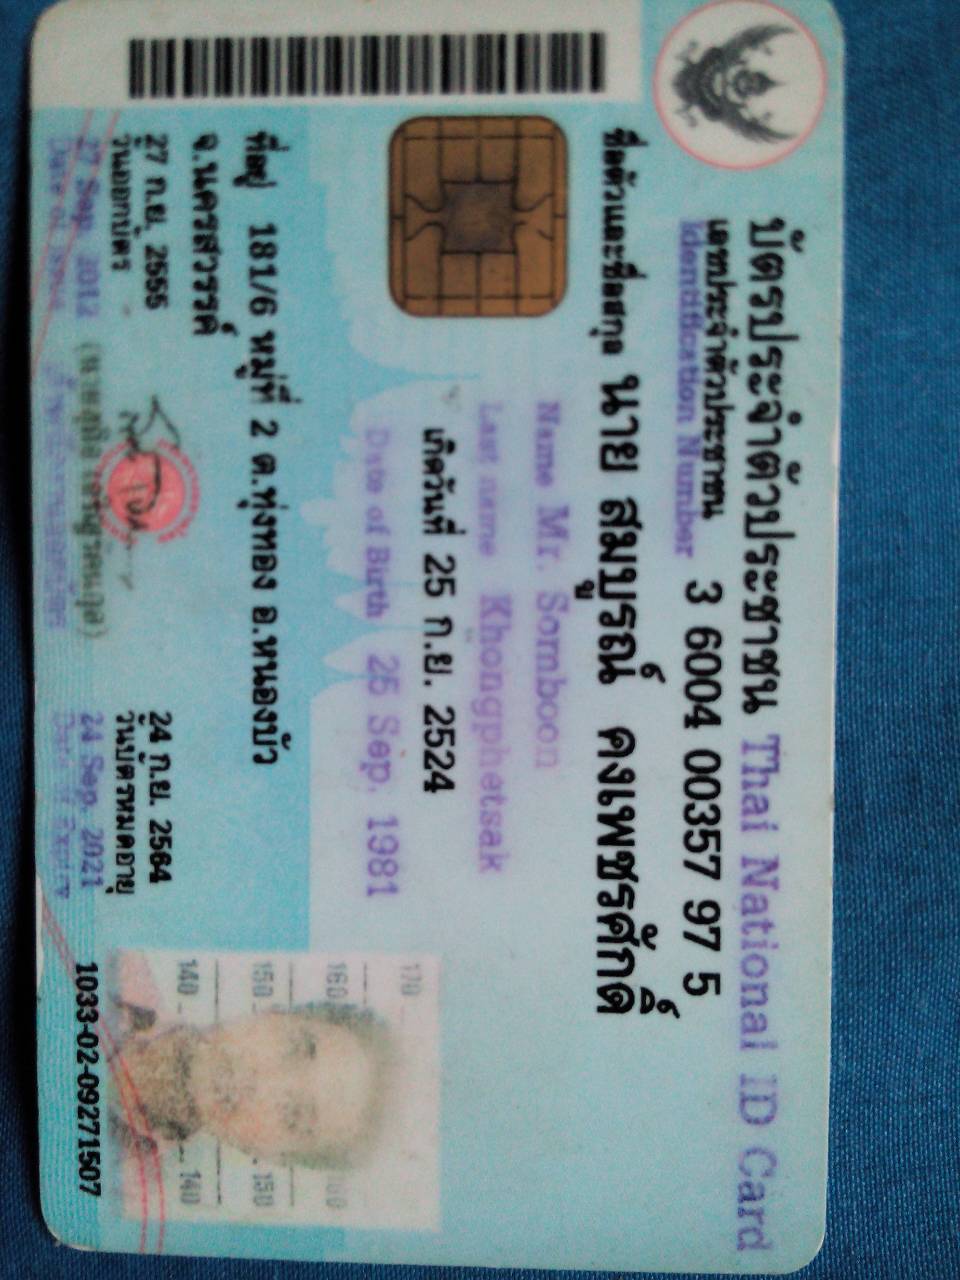 บัตรประจำตัวประชาชน Thai National ID Card
เลขประจำตัวประชาชน 3 6004 00357 97 5
Identification Number
ชื่อตัวและชื่อสกุล นาย สมบูรณ์ คงเพชรศักดิ์
Name Mr. Somboon
Last name Khongphetsak
เกิดวันที่ 25 ก.ย. 2524
Date of Birth 25 Sep. 1981
ที่อยู่ 181/6 หมู่ที่ 2 ต.ทุ่งทอง อ.หนองบัว
จ.นครสวรรค์
27 ก.ย. 2555
วันออกบัตร
27 Sep. 2012
Date of Issue
24 ก.ย. 2564
วันบัตรหมดอายุ
24 Sep. 2021
Date of Expiry
170
160
150 150
140 140
1033-02-09271507